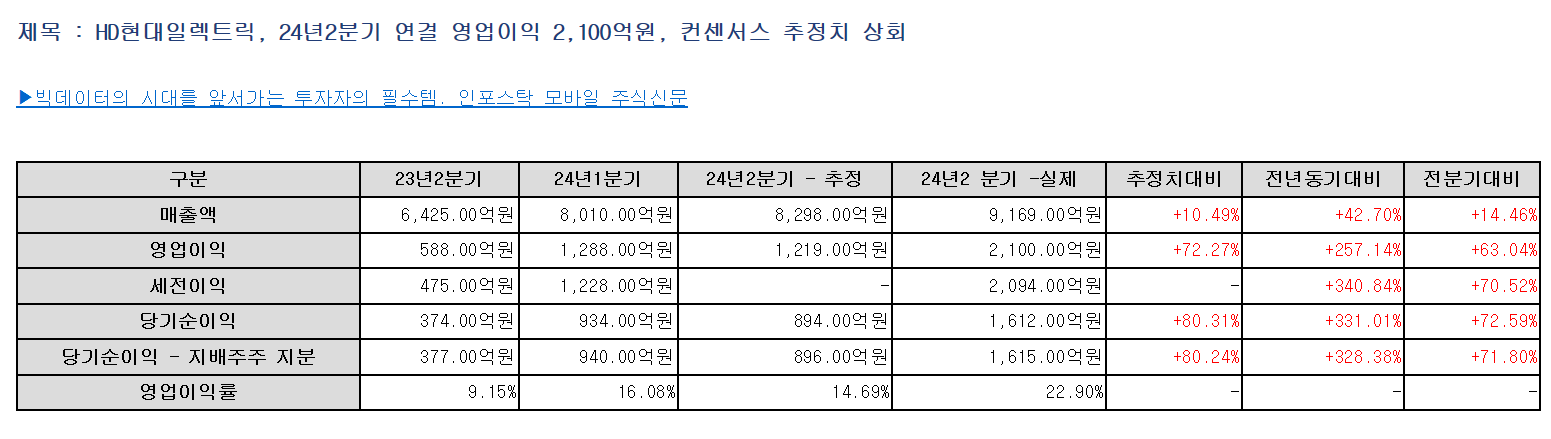 제목 : HD현대일렉트릭, 24년2분기 연결 영업이익 2,100억원, 컨센서스 추정치 상회
▶빅데이터의 시대를 앞서가는 투자자의 필수템. 인포스탁 모바일 주식신문
구분 23년2분기 24년1분기 24년2분기 - 추정 24년2 분기 -실제 추정치대비 전년동기대비 전분기대비
매출액 6,425.00억원 8,010.00억원 8,298.00억원 9,169.00억원 +10.49% +42.70% +14.46%
영업이익 588.00억원 1,288.00억원 1,219.00억원 2,100.00억원 +72.27% +257.14% +63.04%
세전이익 475.00억원 1,228.00억원 - 2,094.00억원 - +340.84% +70.52%
당기순이익 374.00억원 934.00억원 894.00억원 1,612.00억원 +80.31% +331.01% +72.59%
당기순이익 - 지배주주 지분 377.00억원 940.00억원 896.00억원 1,615.00억원 +80.24% +328.38% +71.80%
영업이익률 9.15% 16.08% 14.69% 22.90% - - -